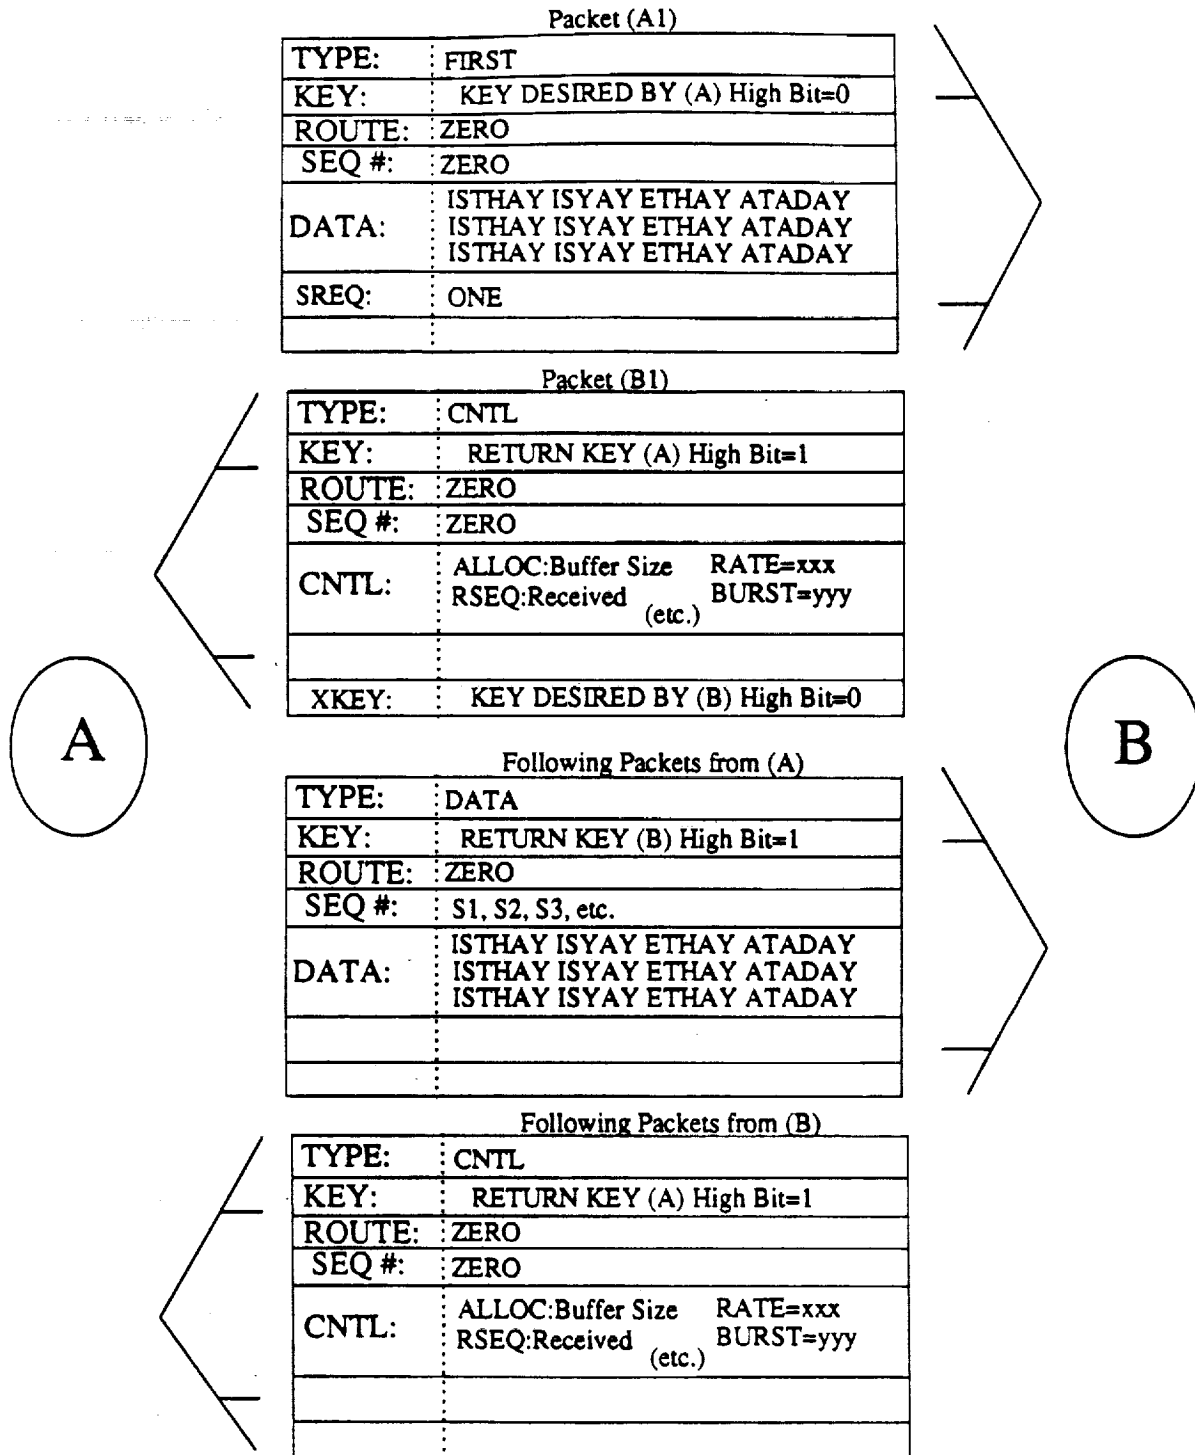 Packet (A1)
TYPE: FIRST
KEY: KEY DESIRED BY (A) High Bit=0
ROUTE: ZERO
SEQ #: ZERO
DATA: ISTHAY ISYAY ETHAY ATADAY
ISTHAY ISYAY ETHAY ATADAY
ISTHAY ISYAY ETHAY ATADAY
SREQ: ONE
Packet (B1)
TYPE: CNTL
KEY: RETURN KEY (A) High Bit=1
ROUTE: ZERO
SEQ #: ZERO
CNTL: ALLOC:Buffer Size RATE=xxx
RSEQ:Received BURST=yyy
(etc.)
XKEY: KEY DESIRED BY (B) High Bit=0
A
B
Following Packets from (A)
TYPE: DATA
KEY: RETURN KEY (B) High Bit=1
ROUTE: ZERO
SEQ #: S1, S2, S3, etc.
DATA: ISTHAY ISYAY ETHAY ATADAY
ISTHAY ISYAY ETHAY ATADAY
ISTHAY ISYAY ETHAY ATADAY
Following Packets from (B)
TYPE: CNTL
KEY: RETURN KEY (A) High Bit=1
ROUTE: ZERO
SEQ #: ZERO
CNTL: ALLOC:Buffer Size RATE=xxx
RSEQ:Received BURST=yyy
(etc.)